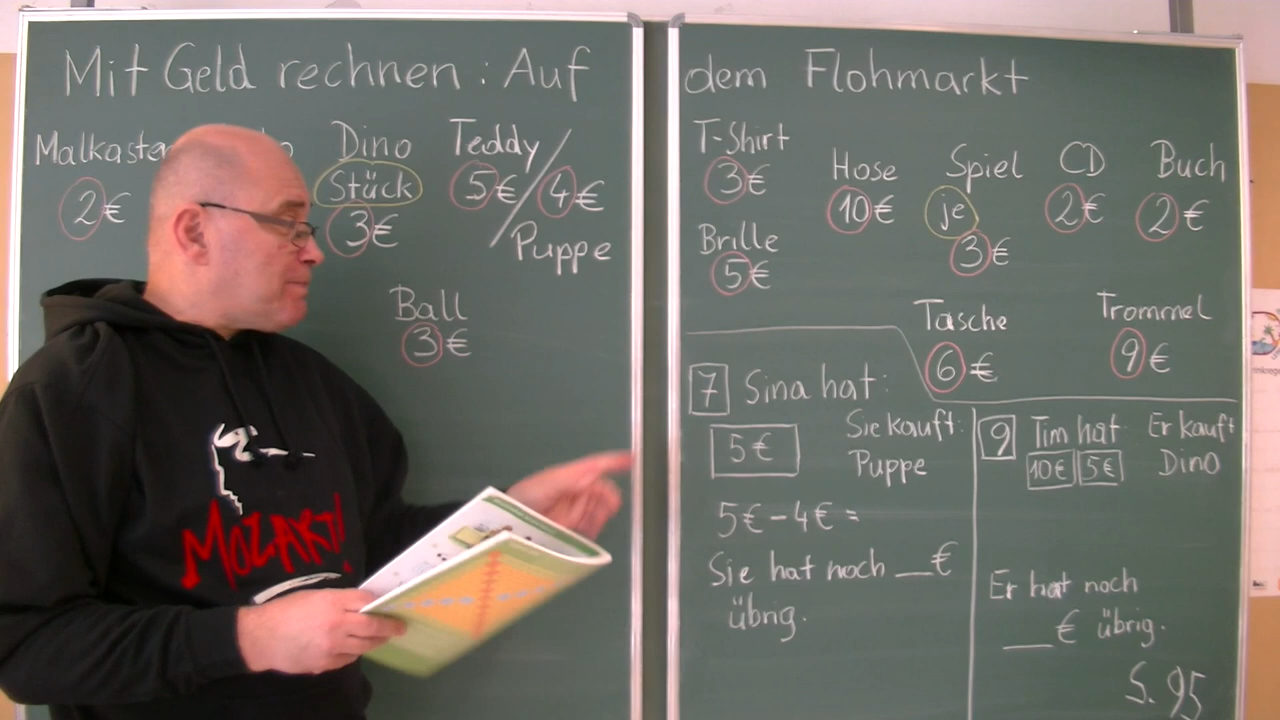 Mit Geld rechnen: Auf
Malkasten
2€
Dino
Stück
3€
Teddy/
5€/4€
Puppe
Ball
3€
MOZART!
dem Flohmarkt
T-Shirt
3€
Brille
5€
Hose
10€
Spiel
je
3€
CD
2€
Buch
2€
Tasche
6€
Trommel
9€
7 Sina hat:
5€
Sie kauft:
Puppe
5€-4€=
Sie hat noch __€
übrig.
9 Tim hat
10€ 5€
Er kauft
Dino
Er hat noch
__€ übrig.
S. 95